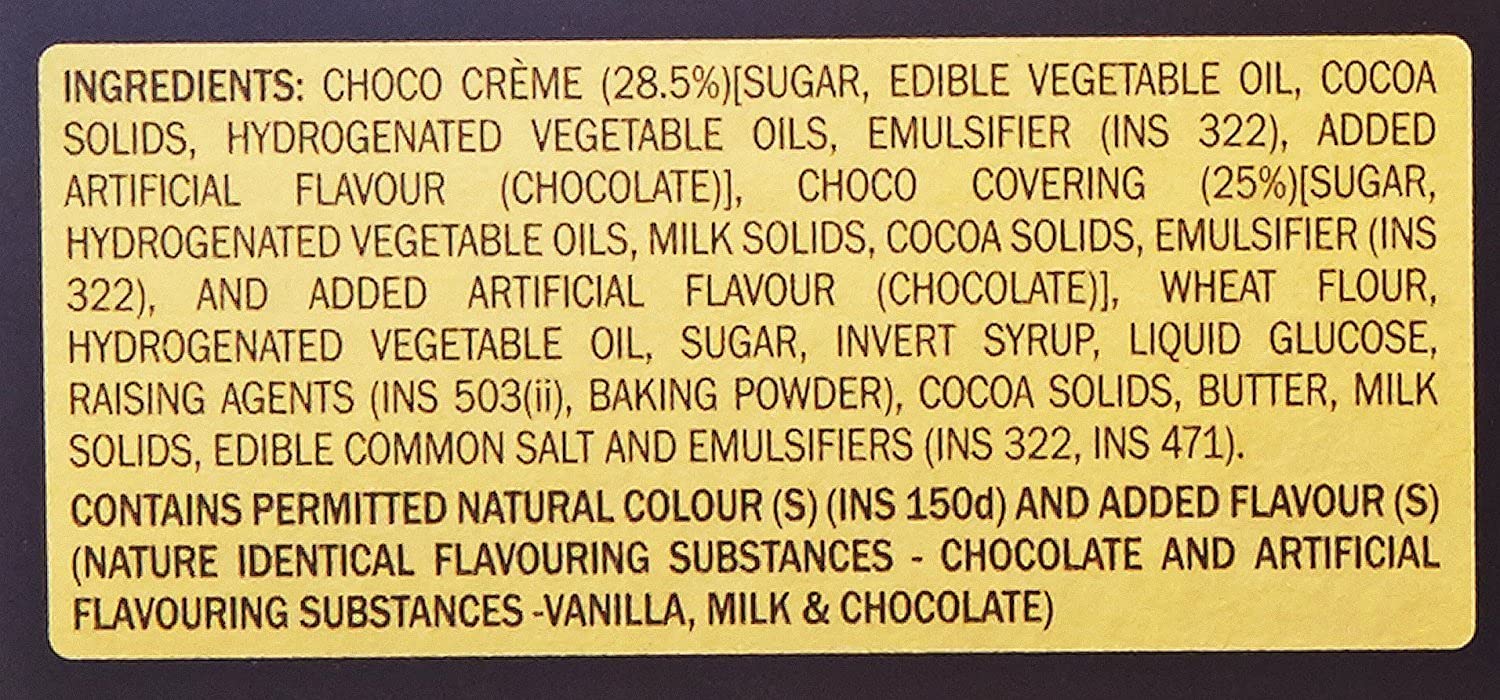 INGREDIENTS: CHOCO CRÈME (28.5%)[SUGAR, EDIBLE VEGETABLE OIL, COCOA
SOLIDS, HYDROGENATED VEGETABLE OILS, EMULSIFIER (INS 322), ADDED
ARTIFICIAL FLAVOUR (CHOCOLATE)], CHOCO COVERING (25%)[SUGAR,
HYDROGENATED VEGETABLE OILS, MILK SOLIDS, COCOA SOLIDS, EMULSIFIER (INS
322), AND ADDED ARTIFICIAL FLAVOUR (CHOCOLATE)], WHEAT FLOUR,
HYDROGENATED VEGETABLE OIL, SUGAR, INVERT SYRUP, LIQUID GLUCOSE,
RAISING AGENTS (INS 503(ii), BAKING POWDER), COCOA SOLIDS, BUTTER, MILK
SOLIDS, EDIBLE COMMON SALT AND EMULSIFIERS (INS 322, INS 471).
CONTAINS PERMITTED NATURAL COLOUR (S) (INS 150d) AND ADDED FLAVOUR (S)
(NATURE IDENTICAL FLAVOURING SUBSTANCES - CHOCOLATE AND ARTIFICIAL
FLAVOURING SUBSTANCES -VANILLA, MILK & CHOCOLATE)